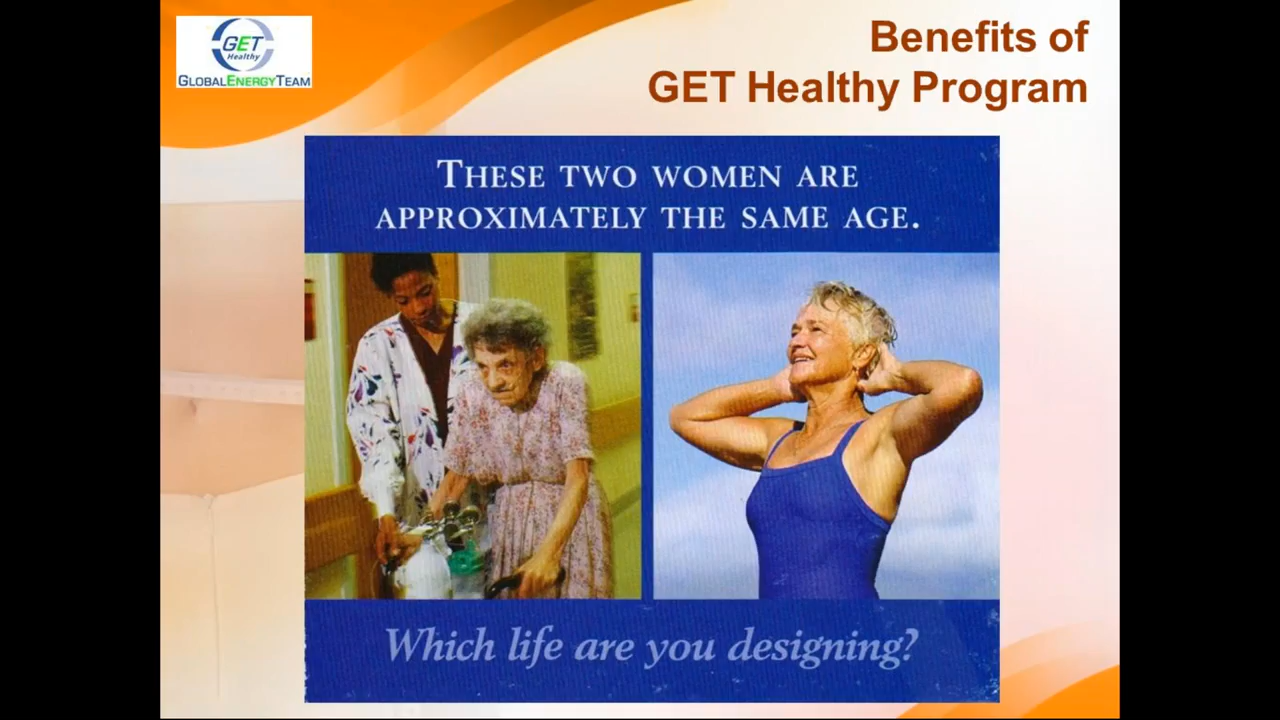 GET
Healthy
GLOBALENERGYTEAM
Benefits of
GET Healthy Program
THESE TWO WOMEN ARE
APPROXIMATELY THE SAME AGE.
Which life are you designing?